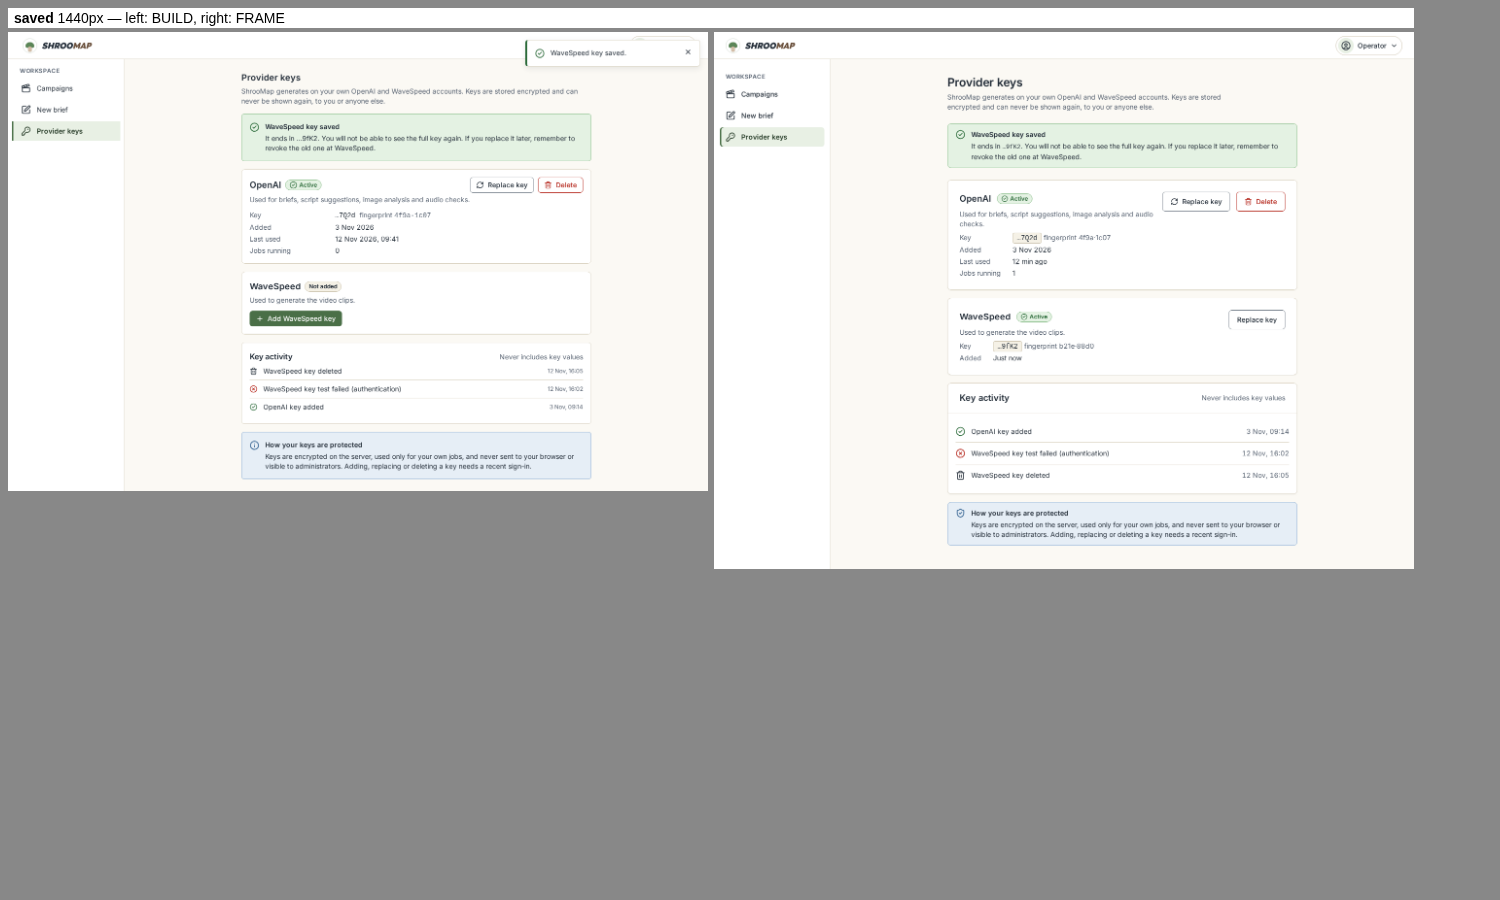 saved 1440px — left: BUILD, right: FRAME
SHROOMAP
WaveSpeed key saved.
WORKSPACE
Campaigns
New brief
Provider keys
Provider keys
ShrooMap generates on your own OpenAI and WaveSpeed accounts. Keys are stored encrypted and can
never be shown again, to you or anyone else.
WaveSpeed key saved
It ends in ...9fK2. You will not be able to see the full key again. If you replace it later, remember to
revoke the old one at WaveSpeed.
OpenAI
Active
Replace key
Delete
Used for briefs, script suggestions, image analysis and audio checks.
Key
...7Q2d fingerprint 4f9a-1c07
Added
3 Nov 2026
Last used
12 Nov 2026, 09:41
Jobs running
0
WaveSpeed
Not added
Used to generate the video clips.
+ Add WaveSpeed key
Key activity
Never includes key values
WaveSpeed key deleted
12 Nov, 16:05
WaveSpeed key test failed (authentication)
12 Nov, 16:02
OpenAI key added
3 Nov, 09:14
How your keys are protected
Keys are encrypted on the server, used only for your own jobs, and never sent to your browser or
visible to administrators. Adding, replacing or deleting a key needs a recent sign-in.
SHROOMAP
Operator
WORKSPACE
Campaigns
New brief
Provider keys
Provider keys
ShrooMap generates on your own OpenAI and WaveSpeed accounts. Keys are stored
encrypted and can never be shown again, to you or anyone else.
WaveSpeed key saved
It ends in ...9fK2. You will not be able to see the full key again. If you replace it later, remember to
revoke the old one at WaveSpeed.
OpenAI
Active
Replace key
Delete
Used for briefs, script suggestions, image analysis and audio
checks.
Key
...7Q2d fingerprint 4f9a-1c07
Added
3 Nov 2026
Last used
12 min ago
Jobs running
1
WaveSpeed
Active
Replace key
Used to generate the video clips.
Key
...9fK2 fingerprint b21e-88d0
Added
Just now
Key activity
Never includes key values
OpenAI key added
3 Nov, 09:14
WaveSpeed key test failed (authentication)
12 Nov, 16:02
WaveSpeed key deleted
12 Nov, 16:05
How your keys are protected
Keys are encrypted on the server, used only for your own jobs, and never sent to your browser or
visible to administrators. Adding, replacing or deleting a key needs a recent sign-in.